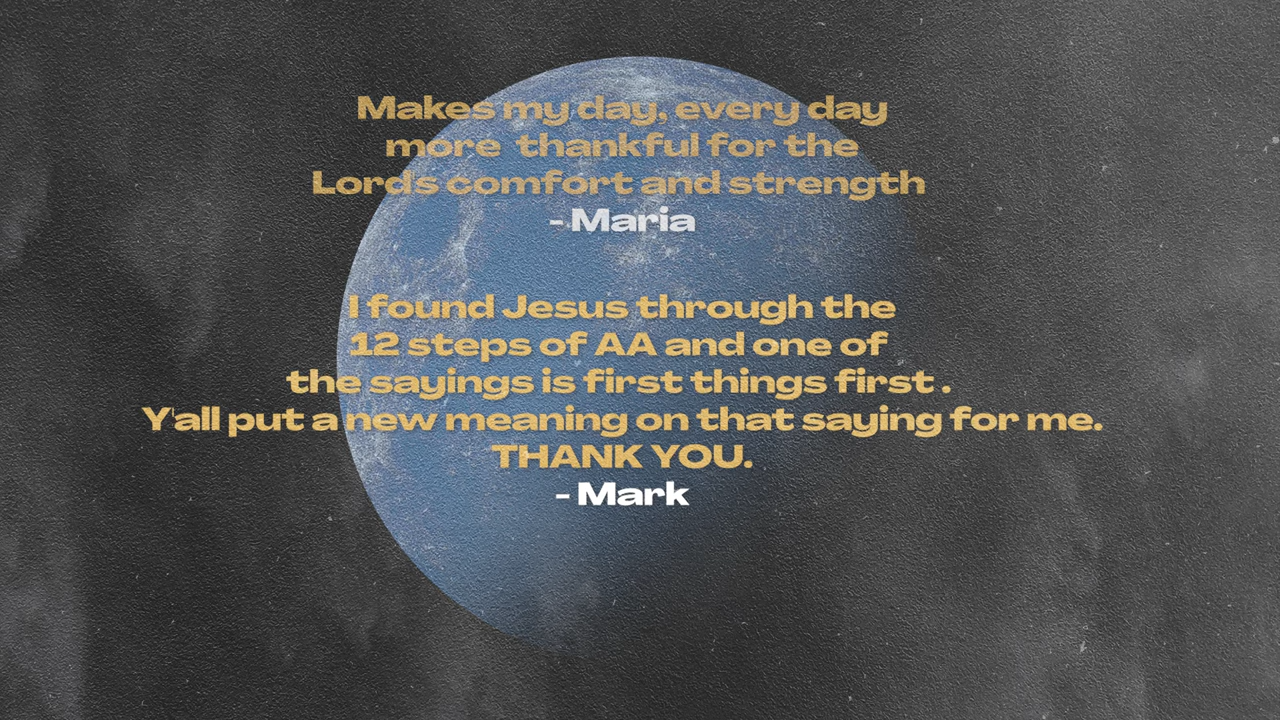 Makes my day, every day
more thankful for the
Lords comfort and strength
- Maria
I found Jesus through the
12 steps of AA and one of
the sayings is first things first .
Y'all put a new meaning on that saying for me.
THANK YOU.
- Mark